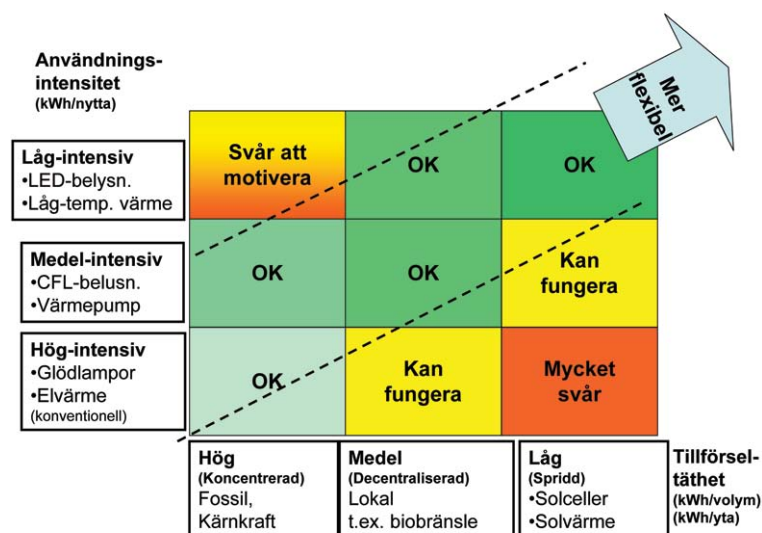 Användnings-
intensitet
(kWh/nytta)
Mer
flexibel
Låg-intensiv
•LED-belysn.
•Låg-temp. värme
Svår att
motivera
OK
OK
Medel-intensiv
•CFL-belusn.
•Värmepump
OK
OK
Kan
fungera
Hög-intensiv
•Glödlampor
•Elvärme
(konventionell)
OK
Kan
fungera
Mycket
svår
Hög
(Koncentrerad)
Fossil,
Kärnkraft
Medel
(Decentraliserad)
Lokal
t.ex. biobränsle
Låg
(Spridd)
•Solceller
•Solvärme
Tillförsel-
täthet
(kWh/volym)
(kWh/yta)